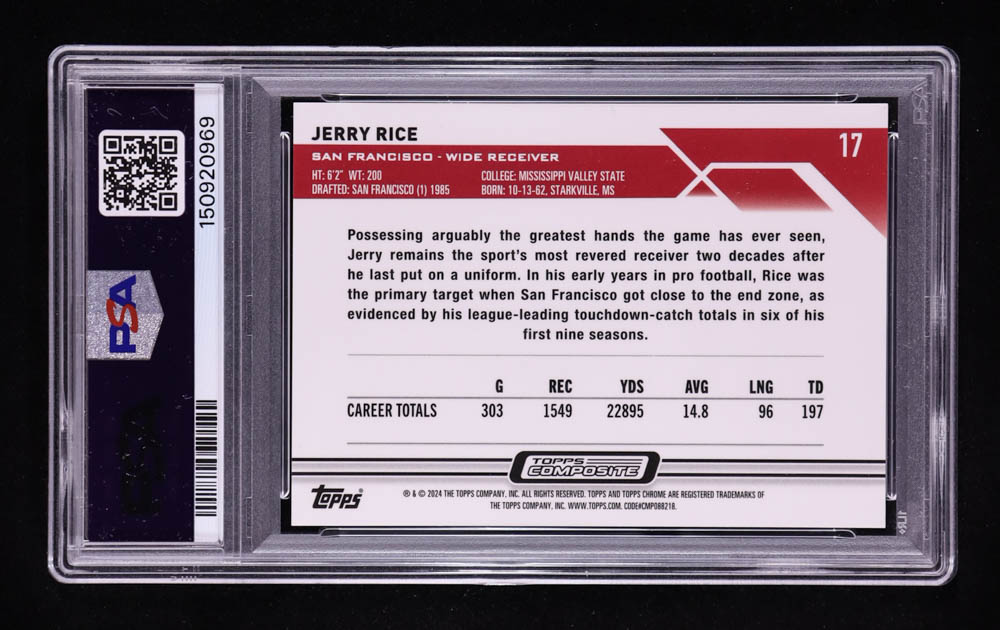 150920969
PSA
JERRY RICE
17
SAN FRANCISCO - WIDE RECEIVER
HT: 6'2" WT: 200 COLLEGE: MISSISSIPPI VALLEY STATE
DRAFTED: SAN FRANCISCO (1) 1985 BORN: 10-13-62, STARKVILLE, MS
Possessing arguably the greatest hands the game has ever seen,
Jerry remains the sport's most revered receiver two decades after
he last put on a uniform. In his early years in pro football, Rice was
the primary target when San Francisco got close to the end zone, as
evidenced by his league-leading touchdown-catch totals in six of his
first nine seasons.
G REC YDS AVG LNG TD
CAREER TOTALS 303 1549 22895 14.8 96 197
TOPPS
COMPOSITE
topps
® & © 2024 THE TOPPS COMPANY, INC. ALL RIGHTS RESERVED. TOPPS AND TOPPS CHROME ARE REGISTERED TRADEMARKS OF
THE TOPPS COMPANY, INC. WWW.TOPPS.COM. CODE#CMP088218.
PSA